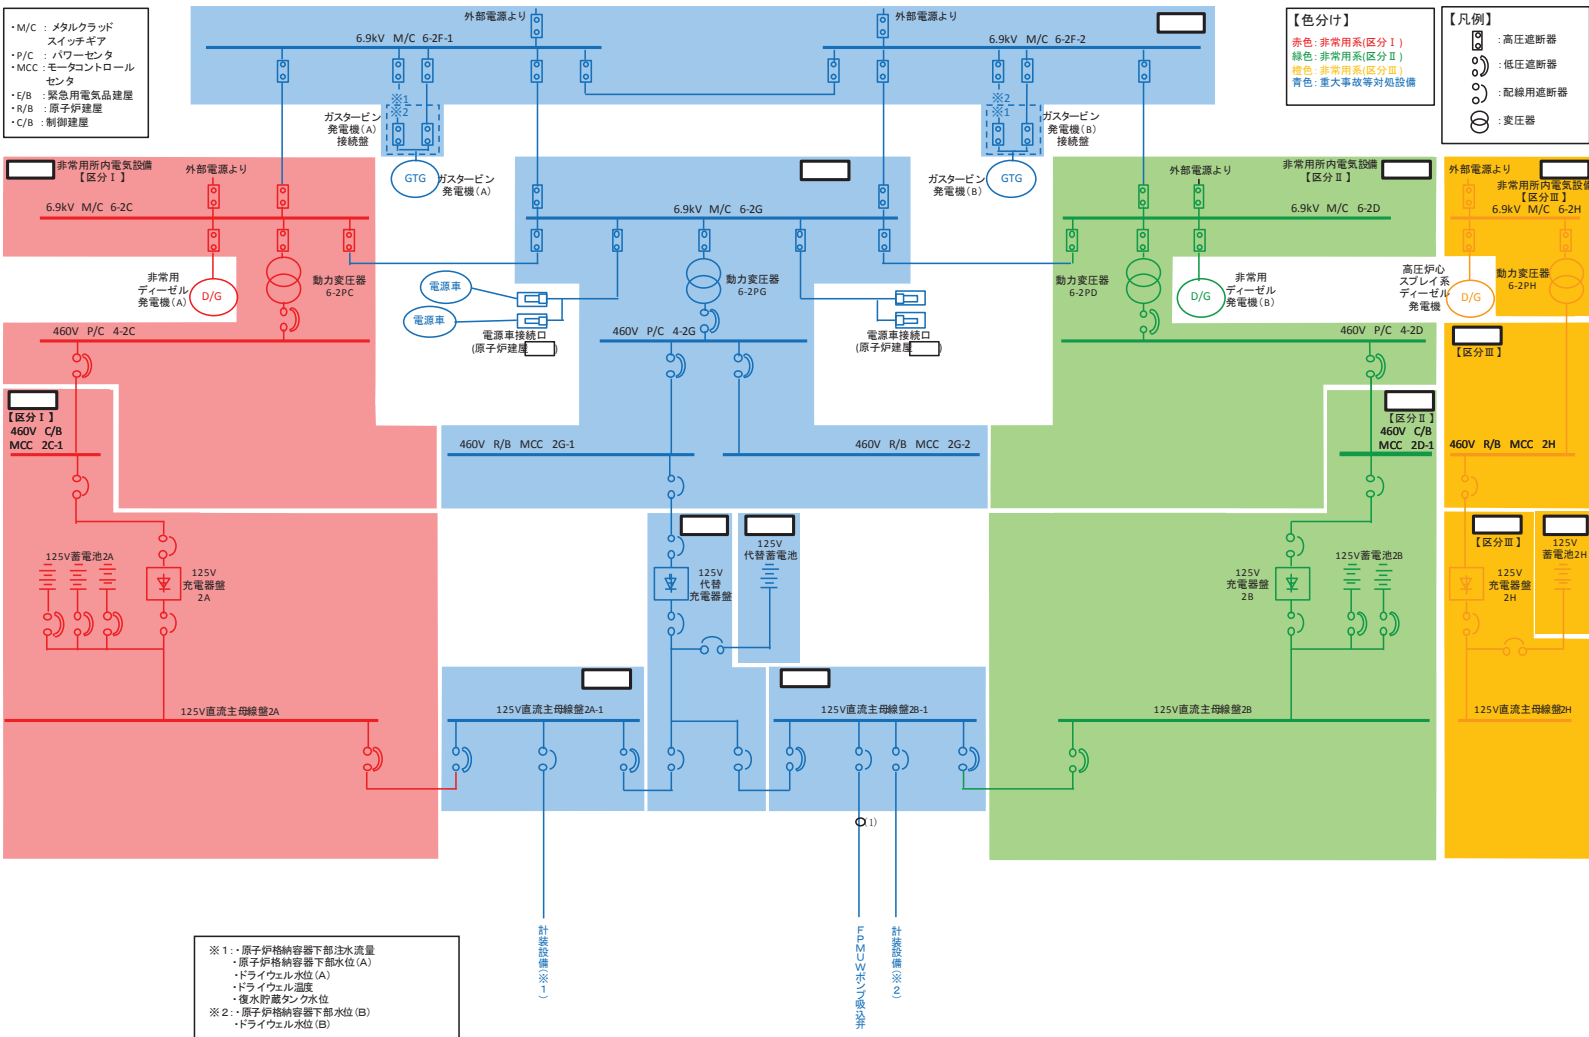 ・M/C ： メタルクラッド
スイッチギア
・P/C ： パワーセンタ
・MCC ：モータコントロール
センタ
・E/B ：緊急用電気品建屋
・R/B ：原子炉建屋
・C/B ：制御建屋
外部電源より
6.9kV M/C 6-2F-1
外部電源より
6.9kV M/C 6-2F-2
【色分け】
赤色：非常用系(区分Ⅰ)
緑色：非常用系(区分Ⅱ)
橙色：非常用系(区分Ⅲ)
青色：重大事故等対処設備
【凡例】
：高圧遮断器
：低圧遮断器
：配線用遮断器
：変圧器
※1
※2
ガスタービン
発電機(A)
接続盤
GTG
ガスタービン
発電機(A)
※2
※1
ガスタービン
発電機(B)
接続盤
ガスタービン
発電機(B)
GTG
非常用所内電気設備
【区分Ⅰ】
外部電源より
6.9kV M/C 6-2C
非常用
ディーゼル
発電機(A)
D/G
動力変圧器
6-2PC
460V P/C 4-2C
6.9kV M/C 6-2G
電源車
電源車
電源車接続口
(原子炉建屋 )
動力変圧器
6-2PG
460V P/C 4-2G
電源車接続口
(原子炉建屋 )
外部電源より
非常用所内電気設備
【区分Ⅱ】
6.9kV M/C 6-2D
動力変圧器
6-2PD
D/G
非常用
ディーゼル
発電機(B)
460V P/C 4-2D
外部電源より
非常用所内電気設備
【区分Ⅲ】
6.9kV M/C 6-2H
高圧炉心
スプレイ系
ディーゼル
発電機
D/G
動力変圧器
6-2PH
【区分Ⅲ】
【区分Ⅰ】
460V C/B
MCC 2C-1
460V R/B MCC 2G-1
460V R/B MCC 2G-2
【区分Ⅱ】
460V C/B
MCC 2D-1
460V R/B MCC 2H
125V蓄電池2A
125V
充電器盤
2A
125V
代替
充電器盤
125V
代替蓄電池
125V
充電器盤
2B
125V蓄電池2B
【区分Ⅲ】
125V
充電器盤
2H
125V
蓄電池2H
125V直流主母線盤2A
125V直流主母線盤2A-1
125V直流主母線盤2B-1
125V直流主母線盤2B
125V直流主母線盤2H
(1)
計装設備(※1)
FPMUWポンプ吸込弁
計装設備(※2)
※1：・原子炉格納容器下部注水流量
・原子炉格納容器下部水位(A)
・ドライウェル水位(A)
・ドライウェル温度
・復水貯蔵タンク水位
※2：・原子炉格納容器下部水位(B)
・ドライウェル水位(B)